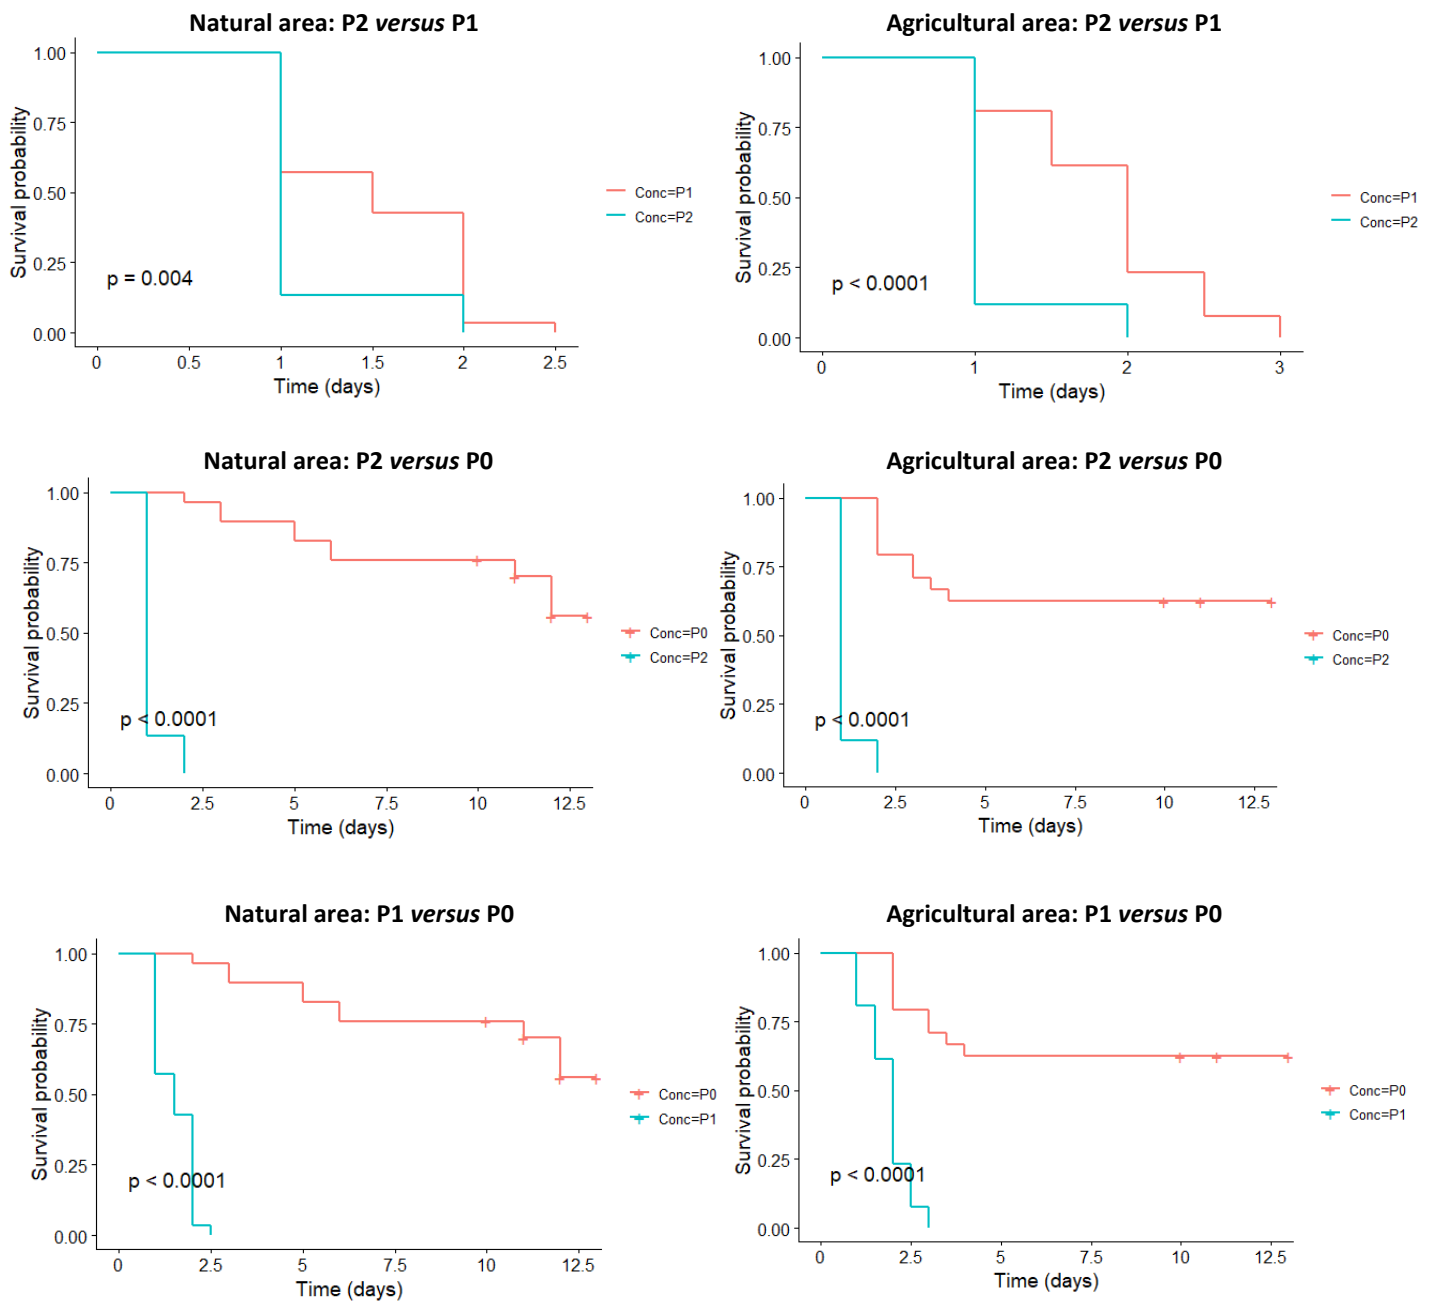 Natural area: P2 versus P1
1.00
0.75
0.50
0.25
0.00
Survival probability
p = 0.004
0 0.5 1 1.5 2 2.5
Time (days)
Conc=P1
Conc=P2
Agricultural area: P2 versus P1
1.00
0.75
0.50
0.25
0.00
Survival probability
p < 0.0001
0 1 2 3
Time (days)
Conc=P1
Conc=P2
Natural area: P2 versus P0
1.00
0.75
0.50
0.25
0.00
Survival probability
p < 0.0001
0 2.5 5 7.5 10 12.5
Time (days)
Conc=P0
Conc=P2
Agricultural area: P2 versus P0
1.00
0.75
0.50
0.25
0.00
Survival probability
p < 0.0001
0 2.5 5 7.5 10 12.5
Time (days)
Conc=P0
Conc=P2
Natural area: P1 versus P0
1.00
0.75
0.50
0.25
0.00
Survival probability
p < 0.0001
0 2.5 5 7.5 10 12.5
Time (days)
Conc=P0
Conc=P1
Agricultural area: P1 versus P0
1.00
0.75
0.50
0.25
0.00
Survival probability
p < 0.0001
0 2.5 5 7.5 10 12.5
Time (days)
Conc=P0
Conc=P1